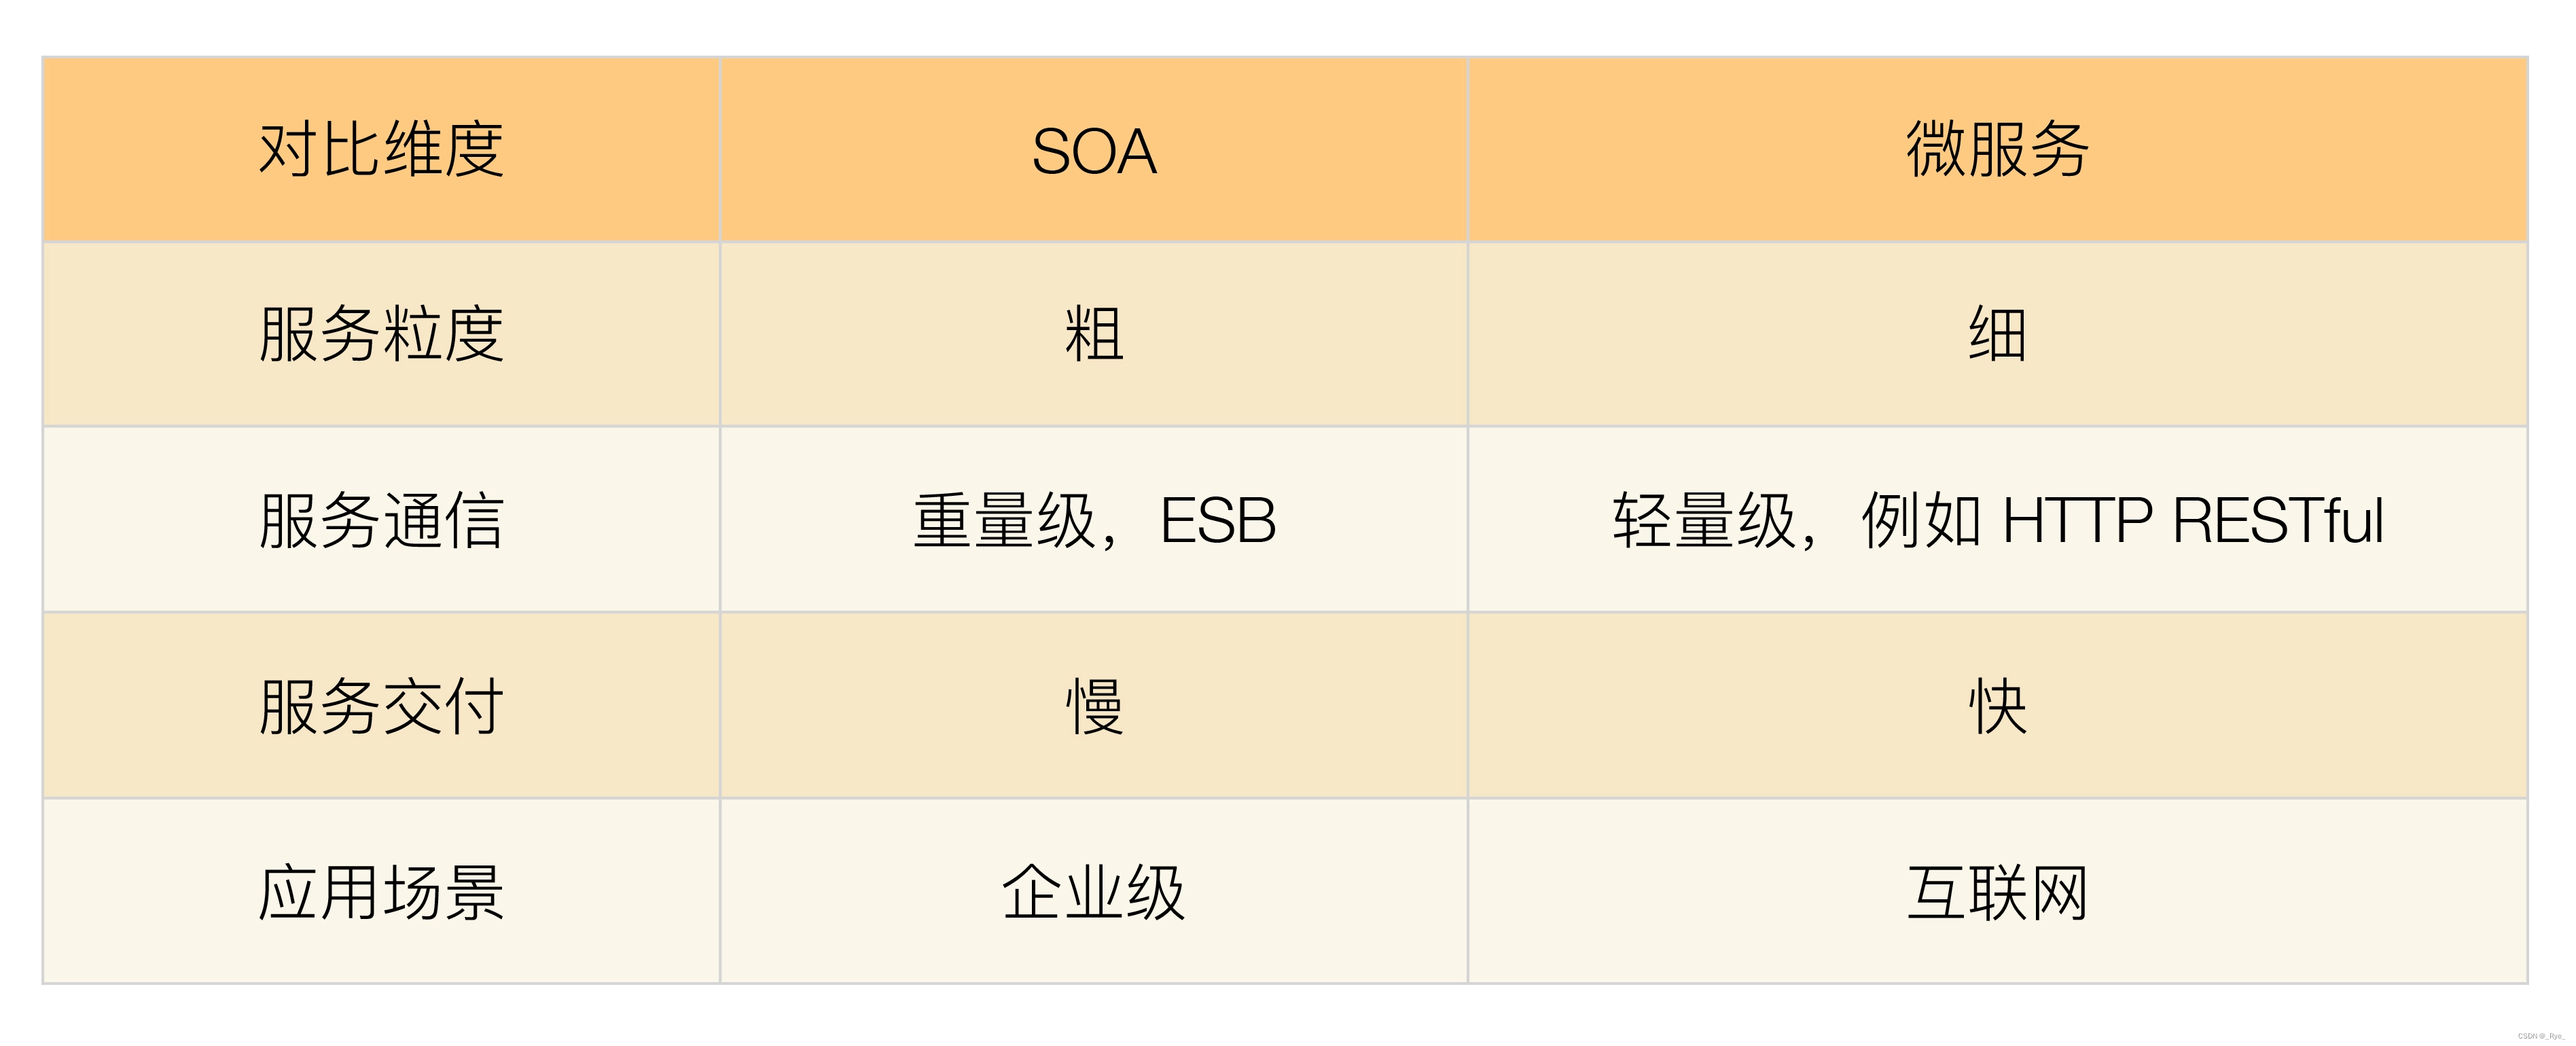 对比维度 SOA 微服务
服务粒度 粗 细
服务通信 重量级，ESB 轻量级，例如 HTTP RESTful
服务交付 慢 快
应用场景 企业级 互联网
CSDN @_Ryo_